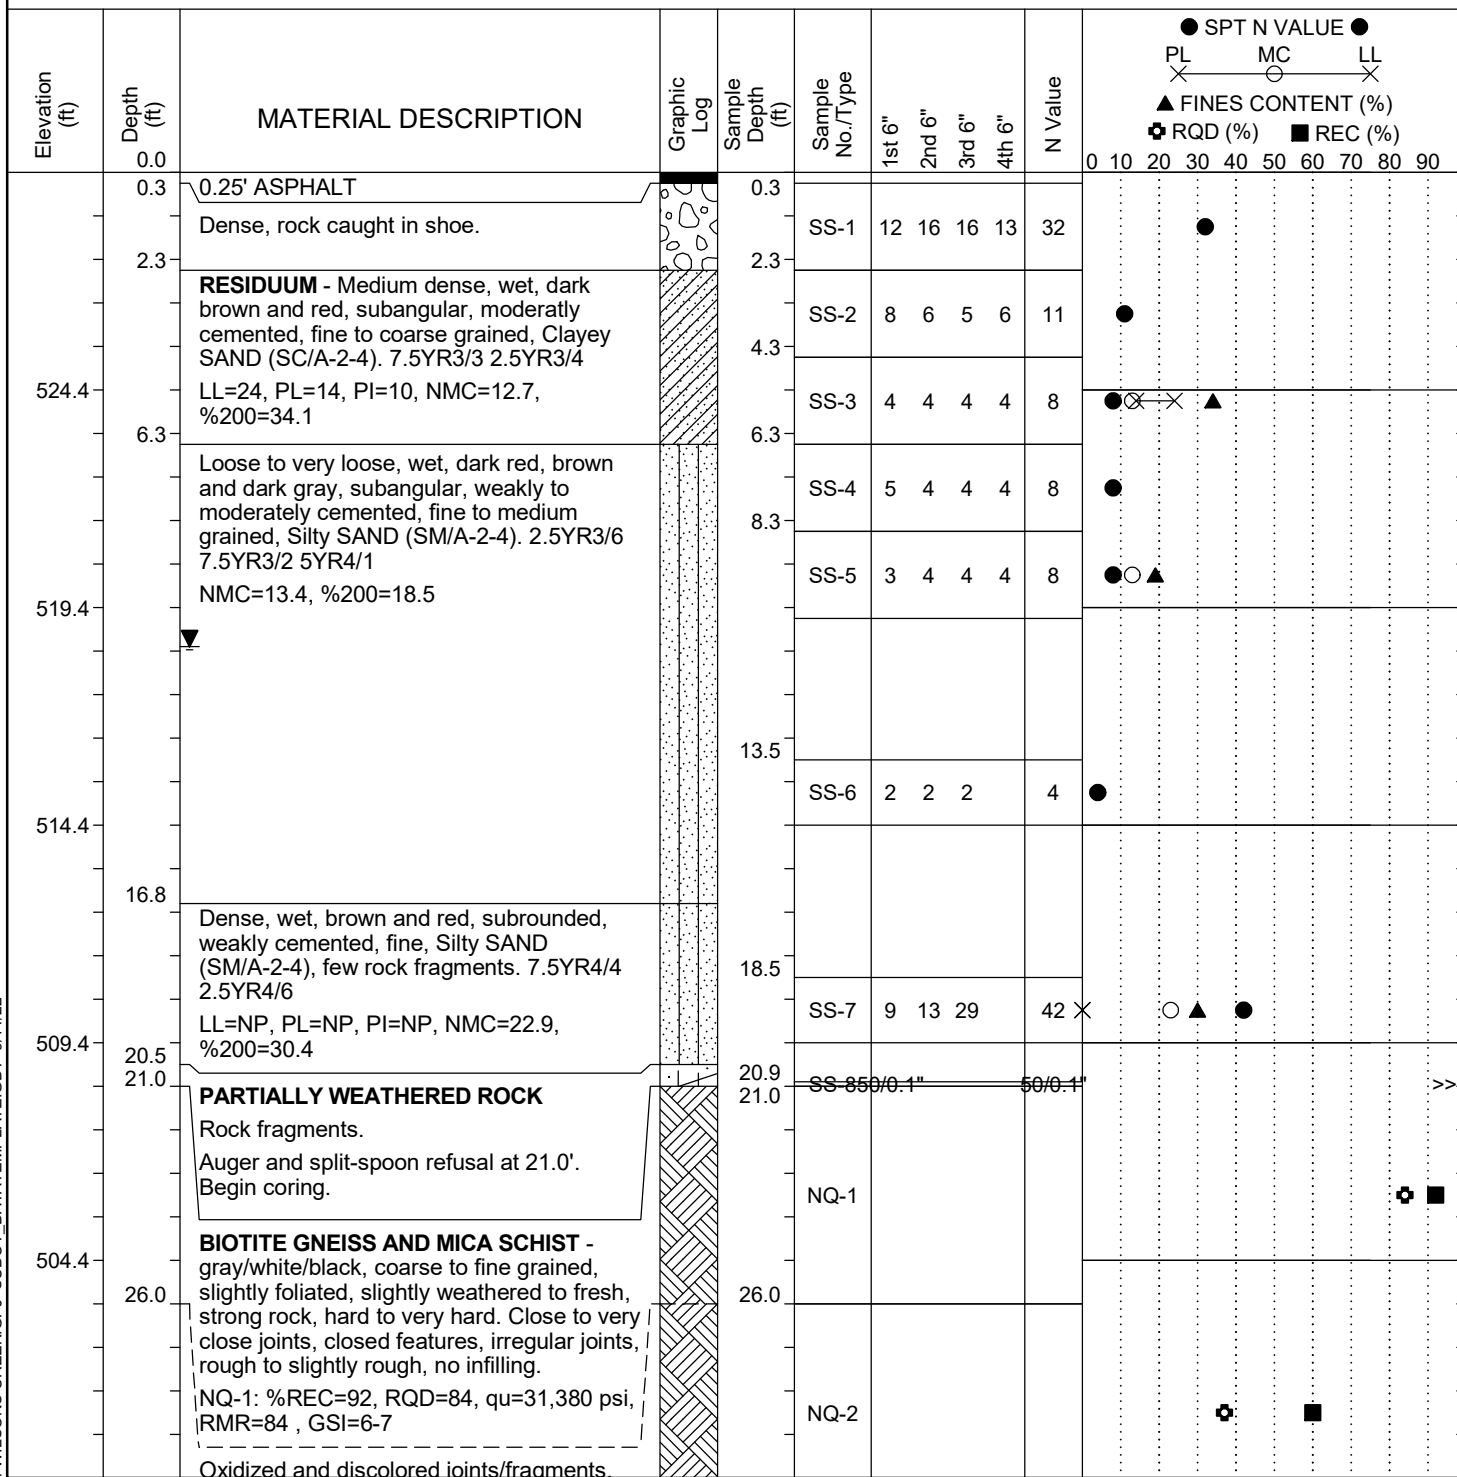 ● SPT N VALUE ●
PL MC LL
▲ FINES CONTENT (%)
RQD (%) ■ REC (%)
Elevation (ft)
Depth (ft)
MATERIAL DESCRIPTION
Graphic Log
Sample Depth (ft)
Sample No./Type
1st 6"
2nd 6"
3rd 6"
4th 6"
N Value
0.0
0 10 20 30 40 50 60 70 80 90
0.3 0.25' ASPHALT 0.3
Dense, rock caught in shoe. SS-1 12 16 16 13 32
2.3 2.3
RESIDUUM - Medium dense, wet, dark
brown and red, subangular, moderatly
cemented, fine to coarse grained, Clayey
SAND (SC/A-2-4). 7.5YR3/3 2.5YR3/4
SS-2 8 6 5 6 11
4.3
524.4 LL=24, PL=14, PI=10, NMC=12.7,
%200=34.1
SS-3 4 4 4 4 8
6.3 6.3
Loose to very loose, wet, dark red, brown
and dark gray, subangular, weakly to
moderately cemented, fine to medium
grained, Silty SAND (SM/A-2-4). 2.5YR3/6
7.5YR3/2 5YR4/1
SS-4 5 4 4 4 8
8.3
SS-5 3 4 4 4 8
NMC=13.4, %200=18.5
519.4
13.5
SS-6 2 2 2 4
514.4
16.8
Dense, wet, brown and red, subrounded,
weakly cemented, fine, Silty SAND
(SM/A-2-4), few rock fragments. 7.5YR4/4
2.5YR4/6
18.5
LL=NP, PL=NP, PI=NP, NMC=22.9,
%200=30.4
SS-7 9 13 29 42
509.4
20.5
20.9
SS-8 50/0.1" 50/0.1" >>
21.0 21.0
PARTIALLY WEATHERED ROCK
Rock fragments.
Auger and split-spoon refusal at 21.0'.
Begin coring.
NQ-1
BIOTITE GNEISS AND MICA SCHIST -
504.4 gray/white/black, coarse to fine grained,
slightly foliated, slightly weathered to fresh,
26.0 strong rock, hard to very hard. Close to very 26.0
close joints, closed features, irregular joints,
rough to slightly rough, no infilling.
NQ-1: %REC=92, RQD=84, qu=31,380 psi,
RMR=84 , GSI=6-7
NQ-2
Oxidized and discolored joints/fragments.